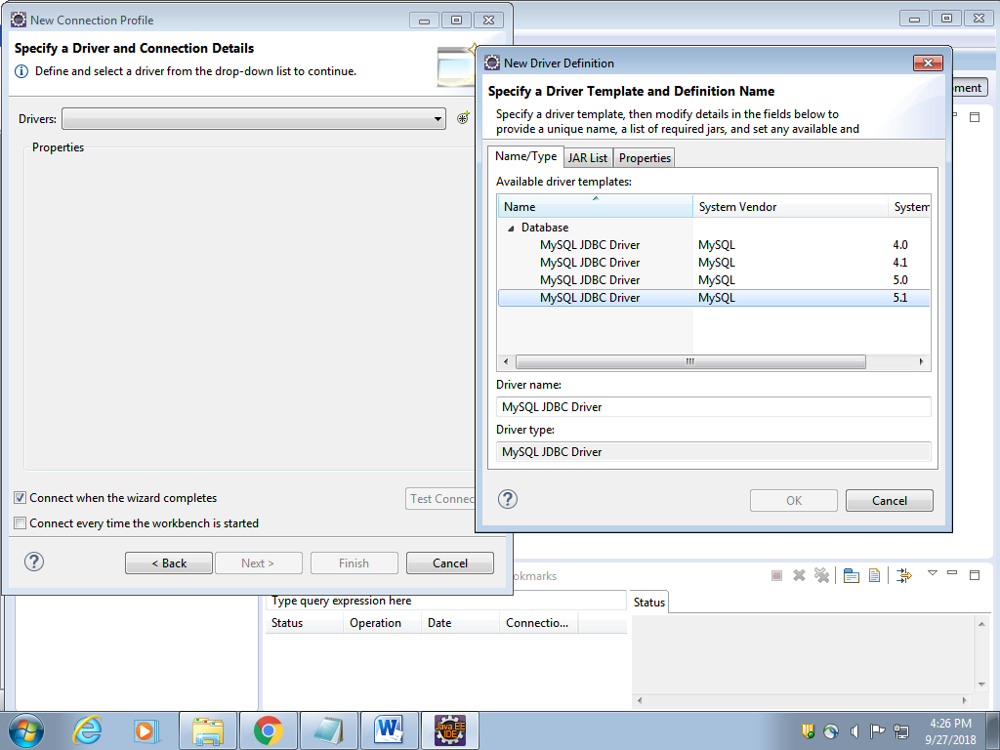 New Connection Profile
Specify a Driver and Connection Details
Define and select a driver from the drop-down list to continue.
Drivers:
Properties
Connect when the wizard completes
Test Connec
Connect every time the workbench is started
< Back
Next >
Finish
Cancel
New Driver Definition
Specify a Driver Template and Definition Name
Specify a driver template, then modify details in the fields below to
provide a unique name, a list of required jars, and set any available and
Name/Type
JAR List
Properties
Available driver templates:
Name
System Vendor
System
Database
MySQL JDBC Driver MySQL 4.0
MySQL JDBC Driver MySQL 4.1
MySQL JDBC Driver MySQL 5.0
MySQL JDBC Driver MySQL 5.1
Driver name:
MySQL JDBC Driver
Driver type:
MySQL JDBC Driver
OK
Cancel
ment
okmarks
Type query expression here
Status
Operation
Date
Connectio...
Status
Java EE
IDE
4:26 PM
9/27/2018